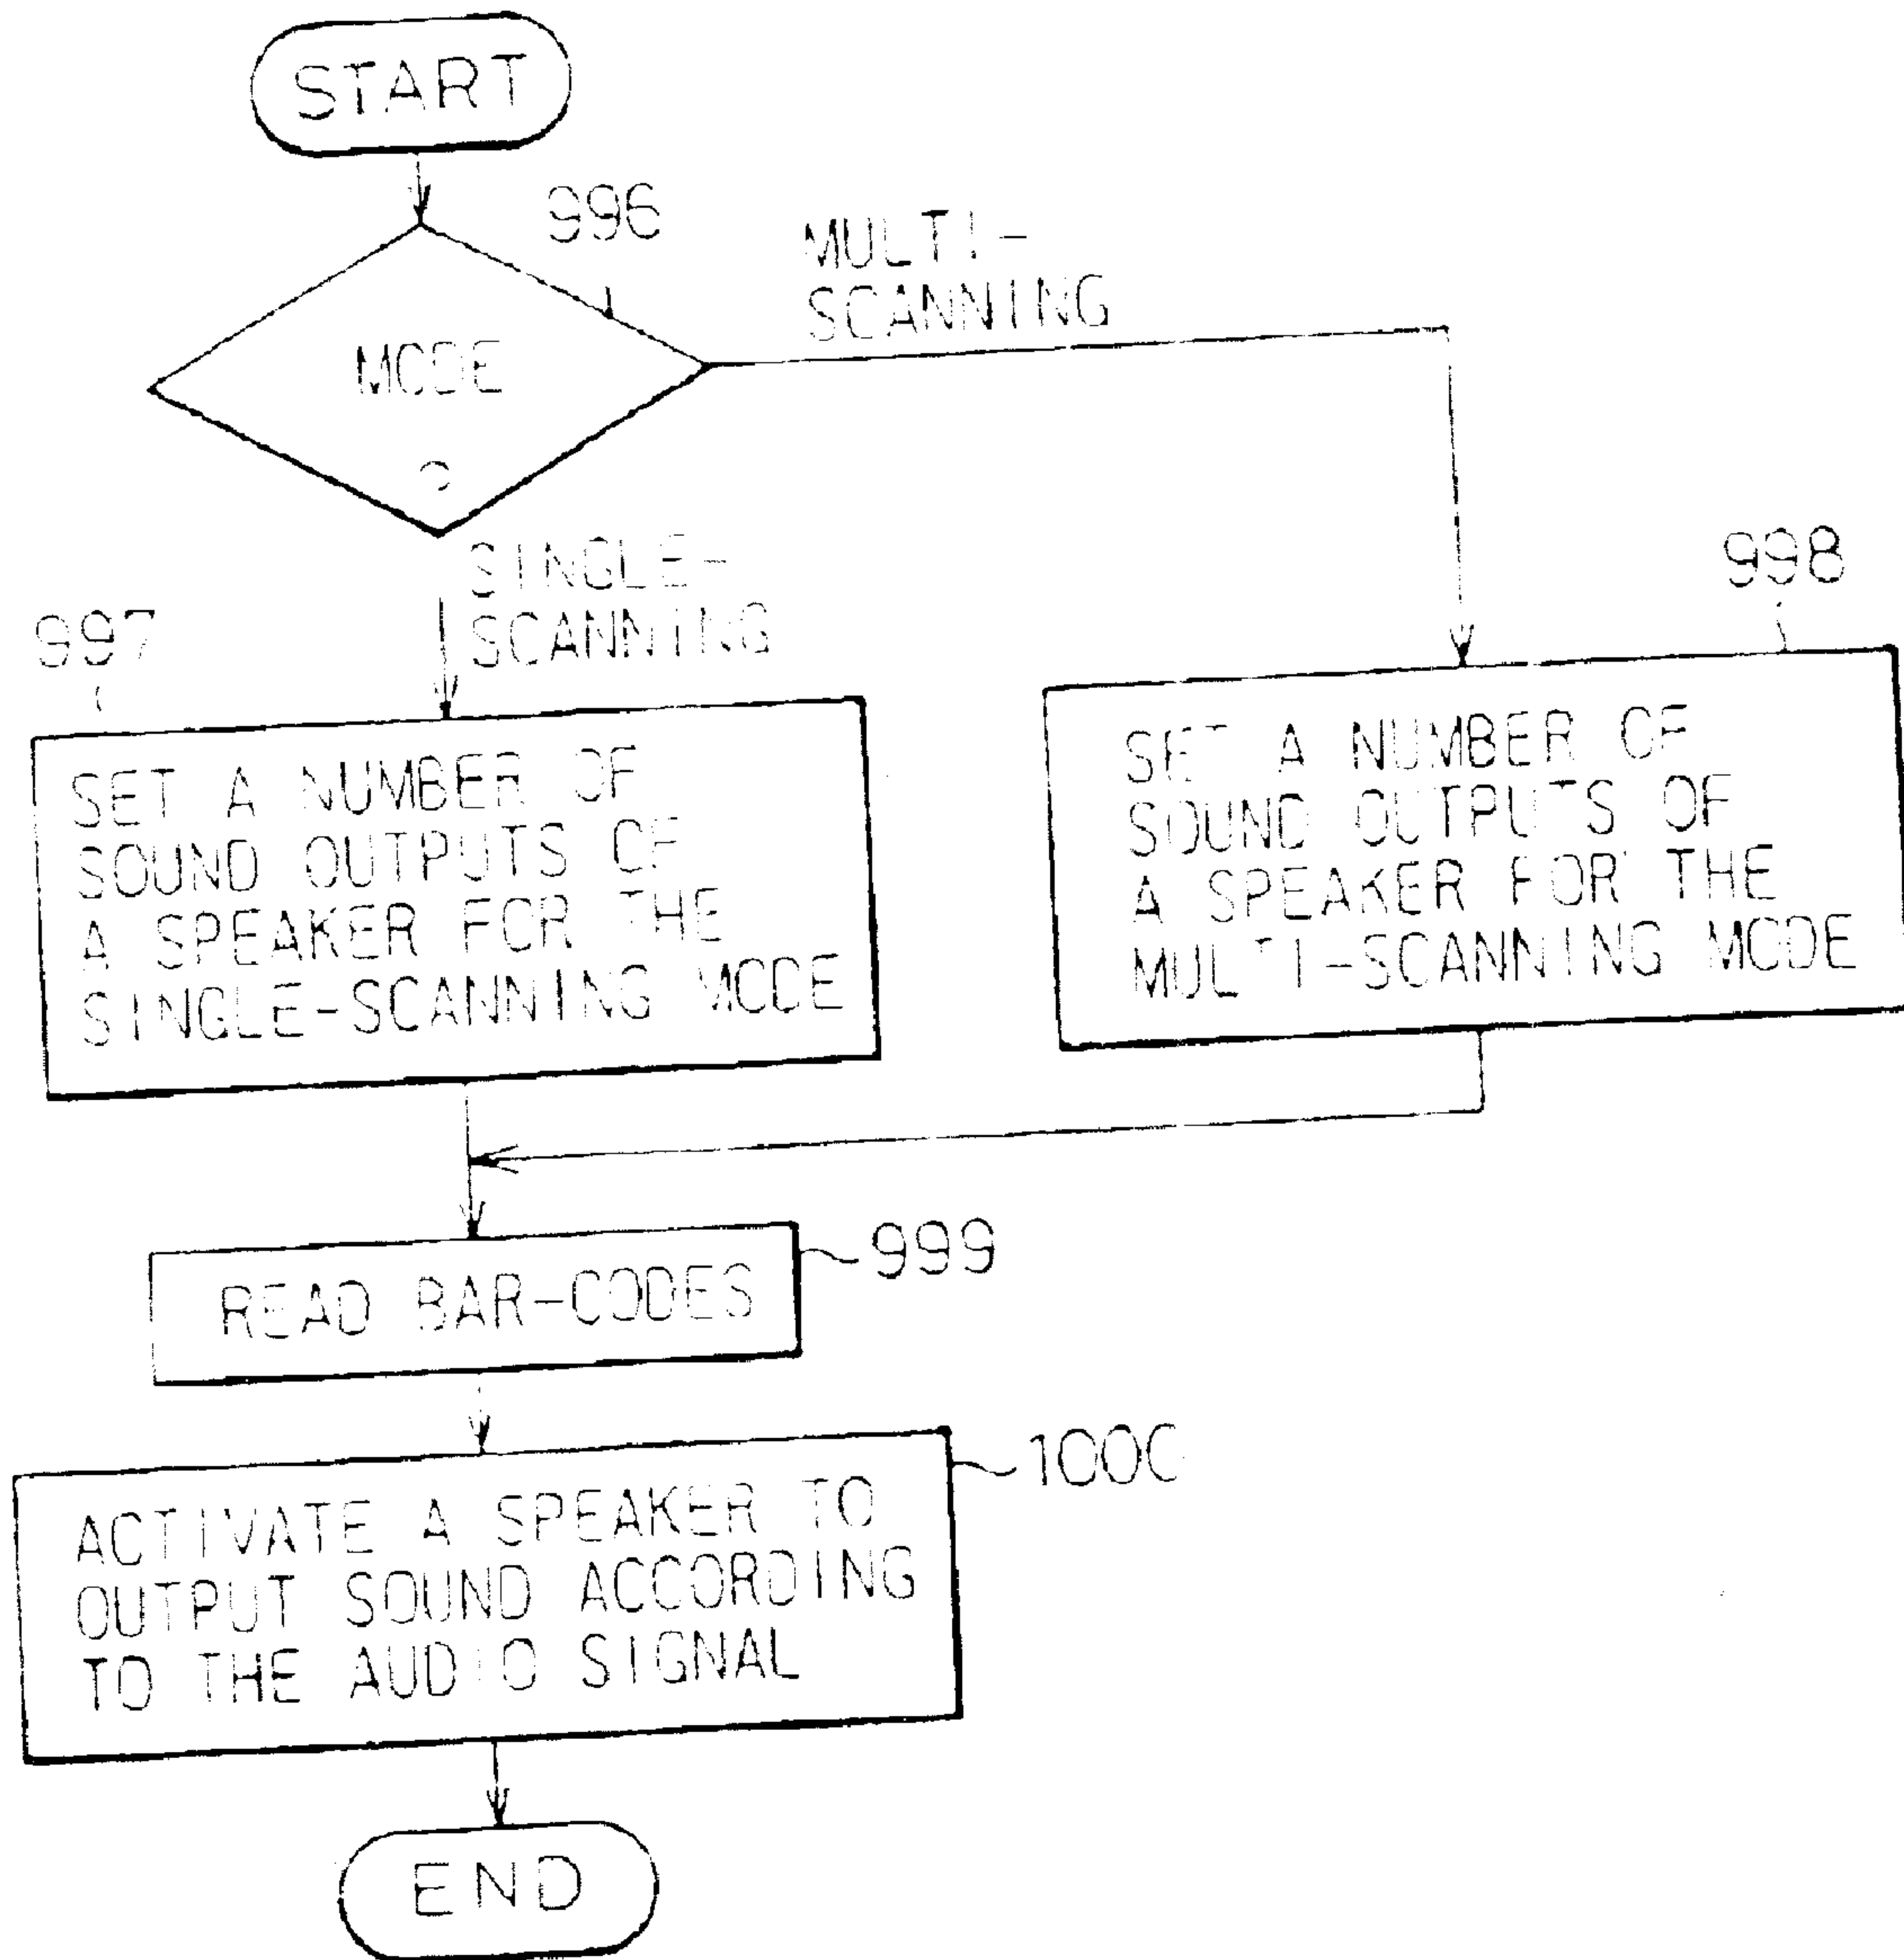 START
996
MULTI-
SCANNING
MODE
?
SINGLE-
SCANNING
997
998
SET A NUMBER OF
SOUND OUTPUTS OF
A SPEAKER FOR THE
SINGLE-SCANNING MODE
SET A NUMBER OF
SOUND OUTPUTS OF
A SPEAKER FOR THE
MULTI-SCANNING MODE
READ BAR-CODES
999
ACTIVATE A SPEAKER TO
OUTPUT SOUND ACCORDING
TO THE AUDIO SIGNAL
1000
END